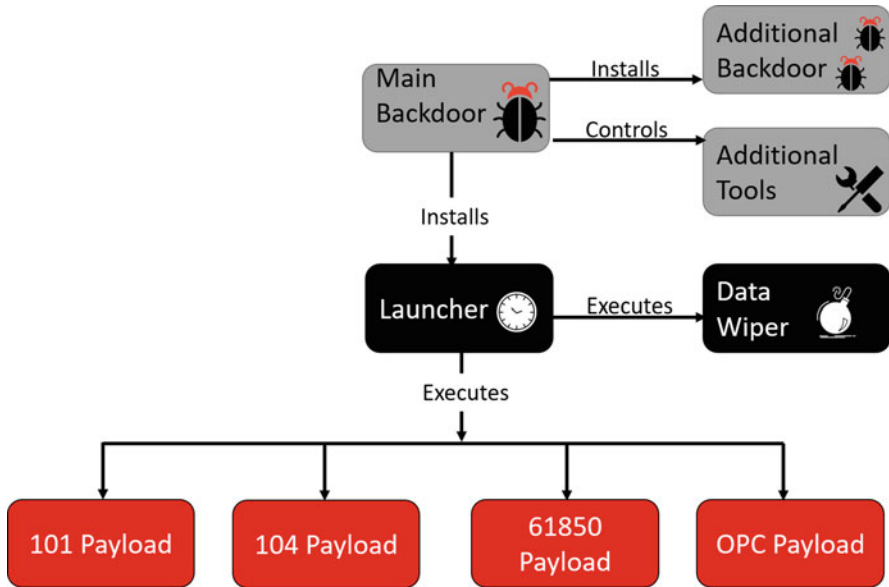 Main
Backdoor
Installs
Additional
Backdoor
Controls
Additional
Tools
Installs
Launcher
Executes
Data
Wiper
Executes
101 Payload
104 Payload
61850
Payload
OPC Payload